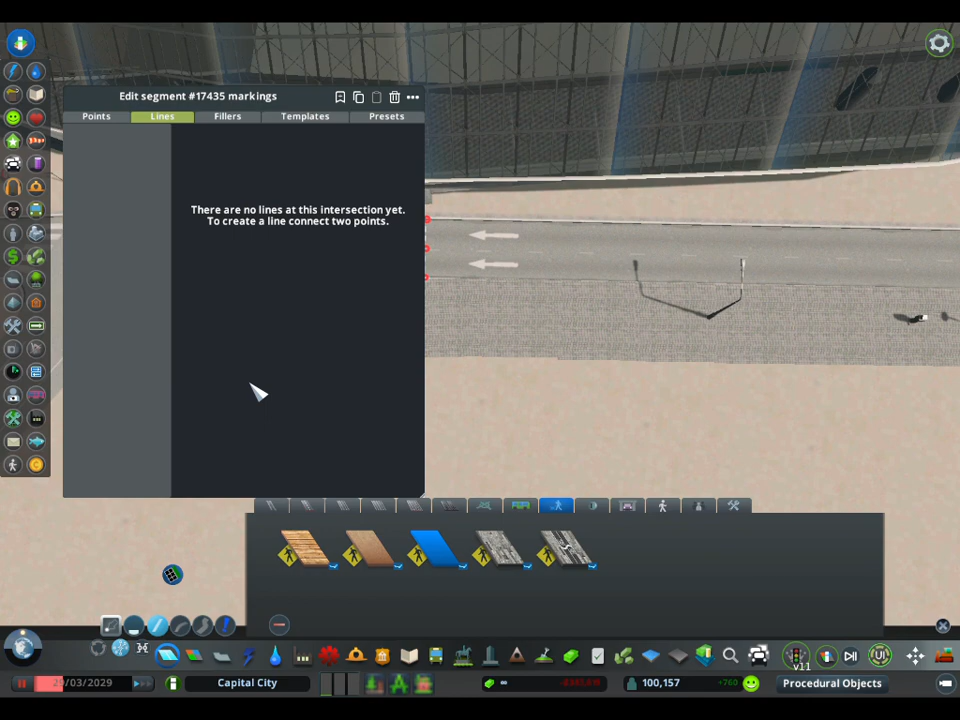 Edit segment #17435 markings
Points
Lines
Fillers
Templates
Presets
There are no lines at this intersection yet.
To create a line connect two points.
v11
/03/2029
Capital City
100,157
+760
Procedural Objects